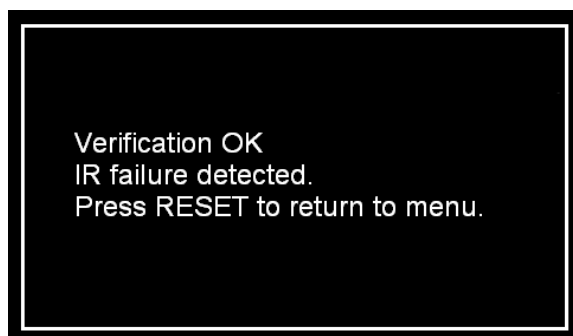 Verification OK
IR failure detected.
Press RESET to return to menu.